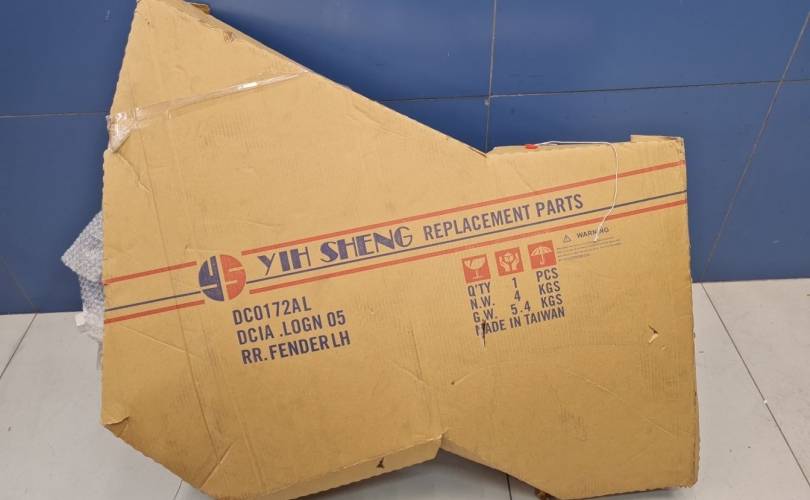 YS YIH SHENG REPLACEMENT PARTS
DC0172AL
DCIA .LOGN 05
RR. FENDER LH
WARNING
Q'TY 1 PCS
N.W. 4 KGS
G.W. 5.4 KGS
MADE IN TAIWAN